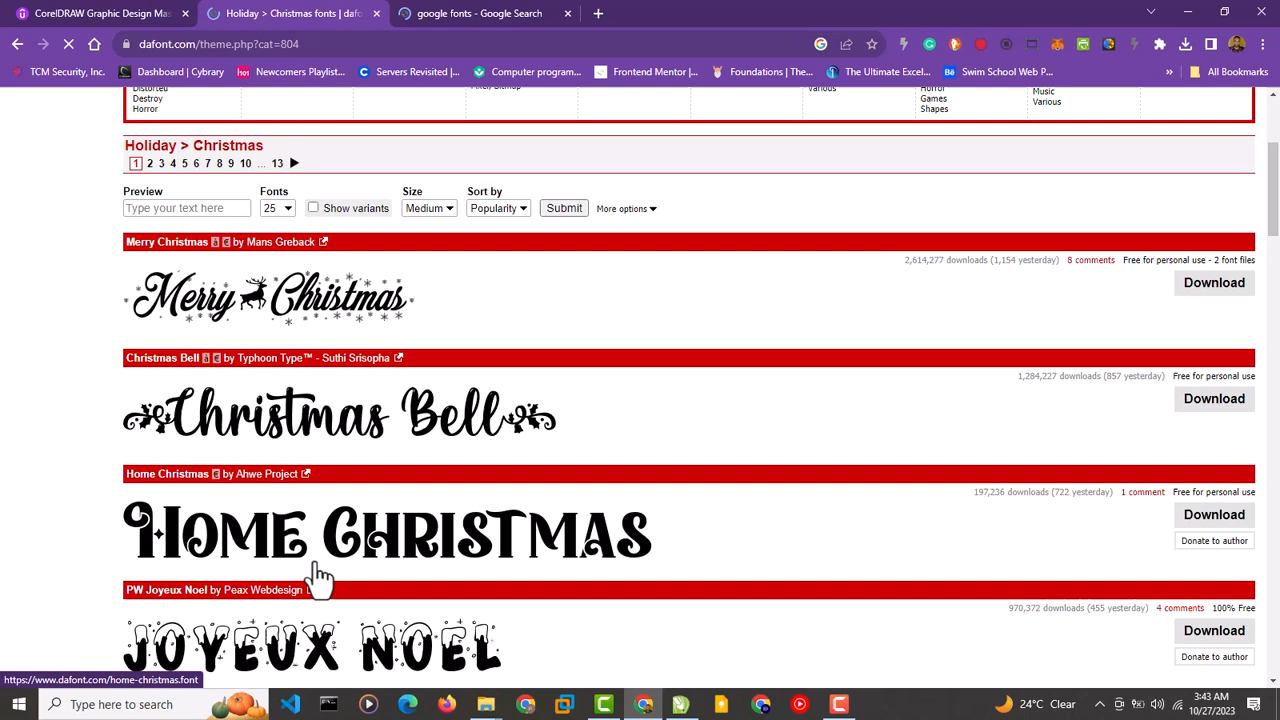 CorelDRAW Graphic Design Mas
Holiday > Christmas fonts | dafo
google fonts - Google Search
dafont.com/theme.php?cat=804
TCM Security, Inc.
Dashboard | Cybrary
Newcomers Playlist...
Servers Revisited |...
Computer program...
Frontend Mentor |...
Foundations | The...
The Ultimate Excel...
Swim School Web P...
»
All Bookmarks
Distorted
Destroy
Horror
Various
Horror
Games
Shapes
Music
Various
Holiday > Christmas
1 2 3 4 5 6 7 8 9 10 ... 13
Preview Fonts Size Sort by
Type your text here 25 Show variants Medium Popularity Submit More options
Merry Christmas à € by Mans Greback
2,614,277 downloads (1,154 yesterday) 8 comments Free for personal use - 2 font files
Merry Christmas
Download
Christmas Bell à € by Typhoon Type™ - Suthi Srisopha
1,284,227 downloads (857 yesterday) Free for personal use
Christmas Bell
Download
Home Christmas € by Ahwe Project
197,236 downloads (722 yesterday) 1 comment Free for personal use
Home Christmas
Download
Donate to author
PW Joyeux Noel by Peax Webdesign
970,372 downloads (455 yesterday) 4 comments 100% Free
JOYEUX NOEL
Download
Donate to author
https://www.dafont.com/home-christmas.font
Type here to search
24°C Clear
3:43 AM
10/27/2023